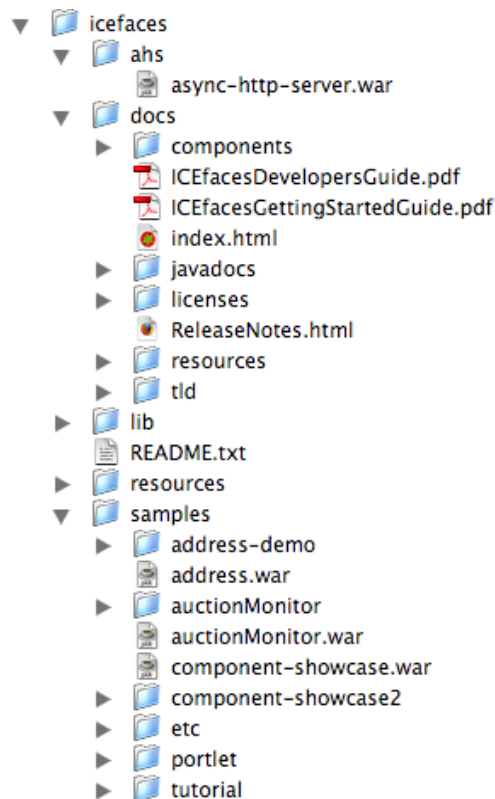 icefaces
ahs
async-http-server.war
docs
components
ICEfacesDevelopersGuide.pdf
ICEfacesGettingStartedGuide.pdf
index.html
javadocs
licenses
ReleaseNotes.html
resources
tld
lib
README.txt
resources
samples
address-demo
address.war
auctionMonitor
auctionMonitor.war
component-showcase.war
component-showcase2
etc
portlet
tutorial